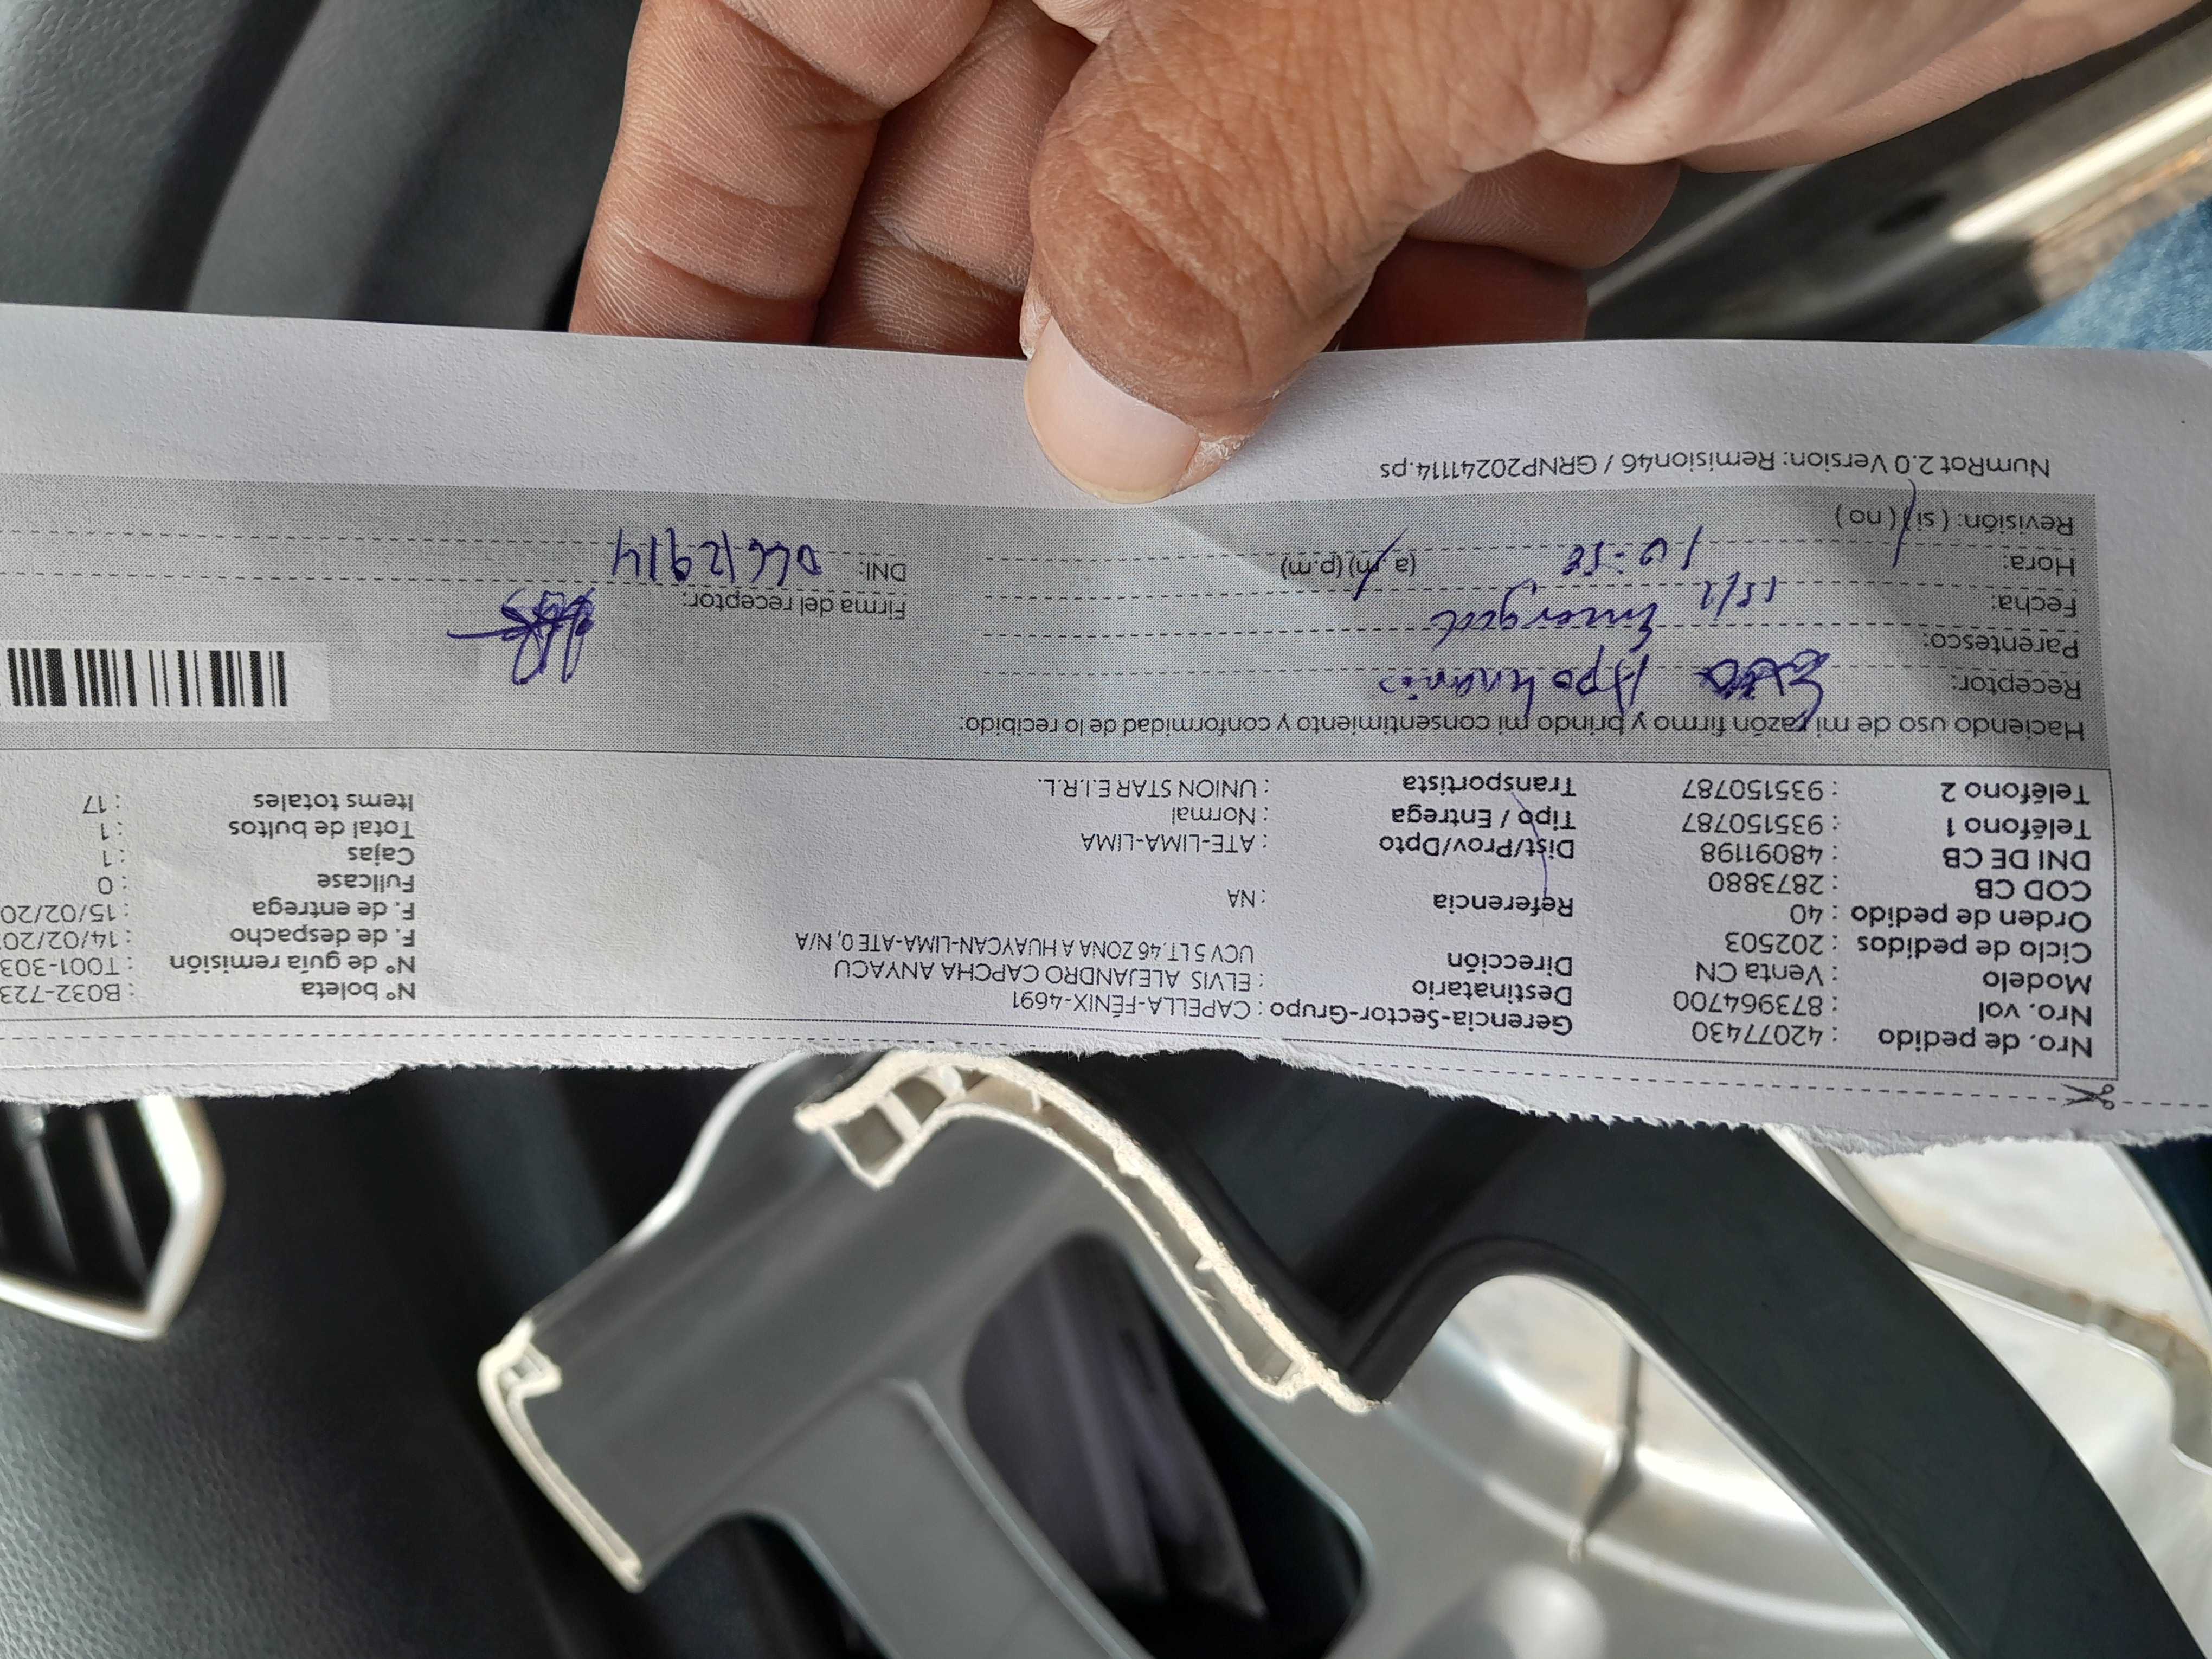 Nro. de pedido : 42077430 Gerencia-Sector-Grupo : CAPELLA-FÉNIX-4691 N° boleta : B032-723
Nro. vol : 873964700 Destinatario : ELVIS ALEJANDRO CAPCHA ANYACU N° de guía remisión : T001-303
Modelo : Venta CN Dirección UCV 5 LT.46 ZONA A HUAYCAN-LIMA-ATE 0, N/A F. de despacho : 14/02/20
Ciclo de pedidos : 202503 F. de entrega : 15/02/20
Orden de pedido : 40 Referencia : NA Fullcase : 0
COD CB : 2873880 Cajas : 1
DNI DE CB : 48091198 Dist/Prov/Dpto : ATE-LIMA-LIMA Total de bultos : 1
Teléfono 1 : 935150787 Tipo / Entrega : Normal Items totales : 17
Teléfono 2 : 935150787 Transportista : UNION STAR E.I.R.L.
Haciendo uso de mi razón firmo y brindo mi consentimiento y conformidad de lo recibido:
Receptor: Apolinario
Parentesco: Firma del receptor:
Fecha: 15/2
Hora: (a.m) (p.m) DNI:
Revisión: ( si ) ( no )
NumRot 2.0 Version: Remision46 / GRNP20241114.ps